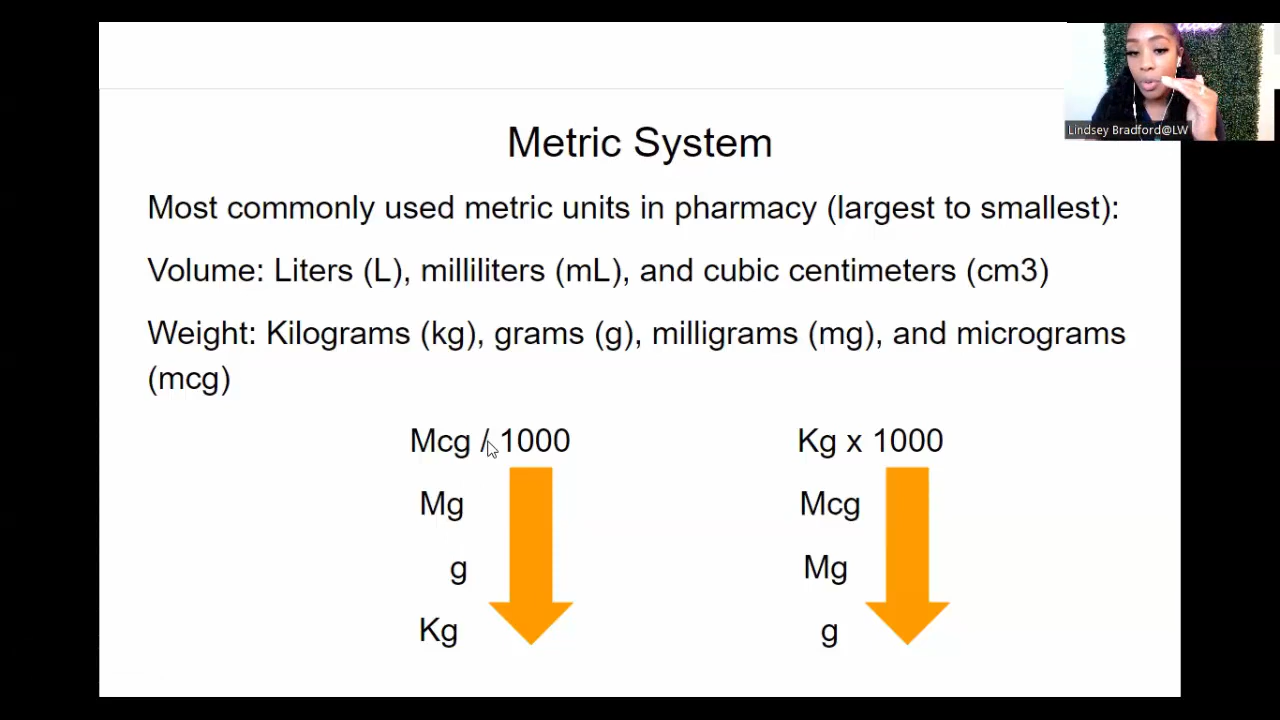 Metric System
Lindsey Bradford@LW
Most commonly used metric units in pharmacy (largest to smallest):
Volume: Liters (L), milliliters (mL), and cubic centimeters (cm3)
Weight: Kilograms (kg), grams (g), milligrams (mg), and micrograms
(mcg)
Mcg / 1000
Mg
g
Kg
Kg x 1000
Mcg
Mg
g